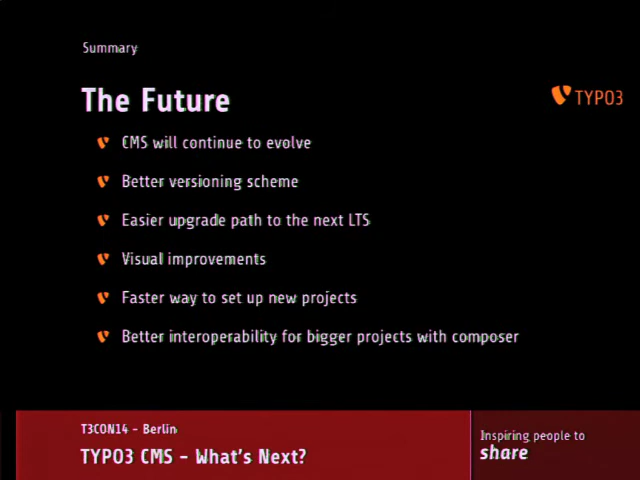 Summary
The Future
TYPO3
CMS will continue to evolve
Better versioning scheme
Easier upgrade path to the next LTS
Visual improvements
Faster way to set up new projects
Better interoperability for bigger projects with composer
T3CON14 - Berlin
TYPO3 CMS - What's Next?
Inspiring people to
share